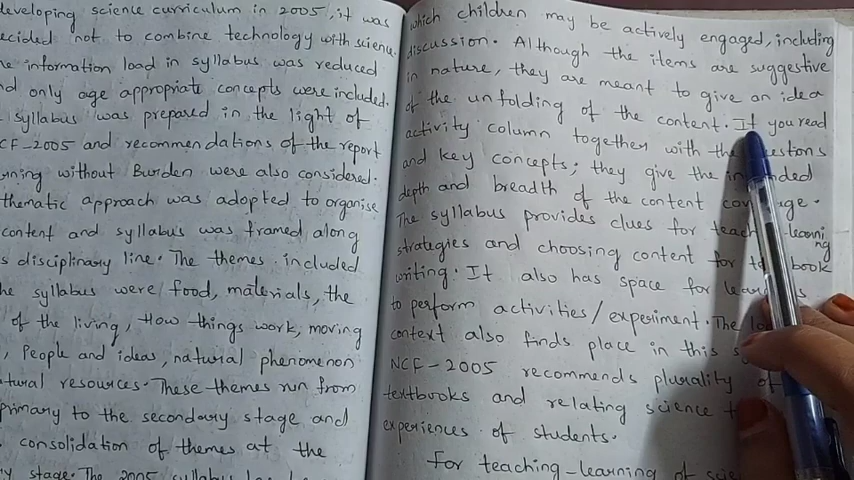 developing science curriculum in 2005, it was
decided not to combine technology with science.
information load in syllabus was reduced
and only age appropriate concepts were included.
syllabus was prepared in the light of
NCF-2005 and recommendations of the report
without Burden were also considered.
thematic approach was adopted to organise
content and syllabus was framed along
disciplinary line. The themes included
syllabus were food, materials, the
of the living, How things work, moving
, People and ideas, natural phenomenon
natural resources. These themes run from
primary to the secondary stage and
consolidation of themes at the
stage. The 2005 syllabus
which children may be actively engaged, including
discussion. Although the items are suggestive
in nature, they are meant to give an idea
of the unfolding of the content. It you read
activity column together with the
and key concepts; they give the
depth and breadth of the content
The syllabus provides clues for teach learning
strategies and choosing content for book
writing. It also has space for
to perform activities/experiment. The
context also finds place in this
NCF-2005 recommends plurality of
textbooks and relating science
experiences of students.
For teaching-learning of